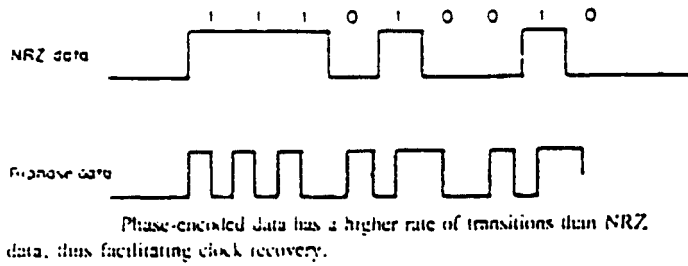 1 1 1 0 1 0 0 1 0
NRZ data
Biphase data
Phase-encoded data has a higher rate of transitions than NRZ
data, thus facilitating clock recovery.